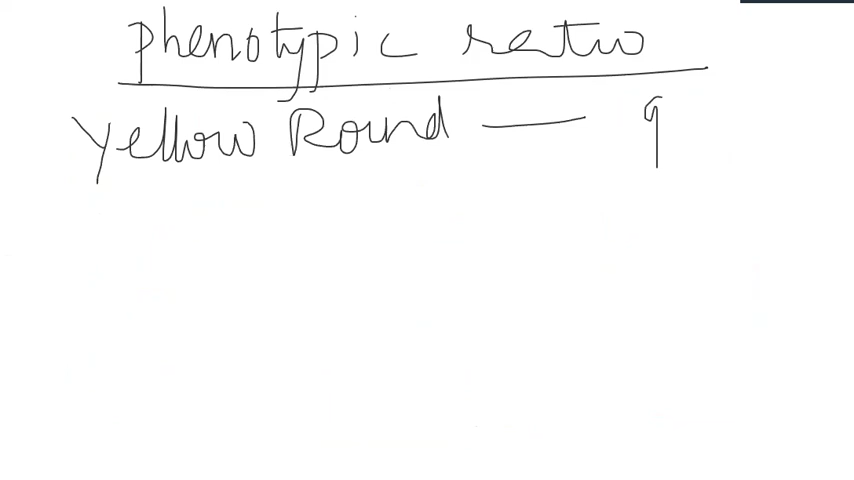 phenotypic ratio
Yellow Round — 9